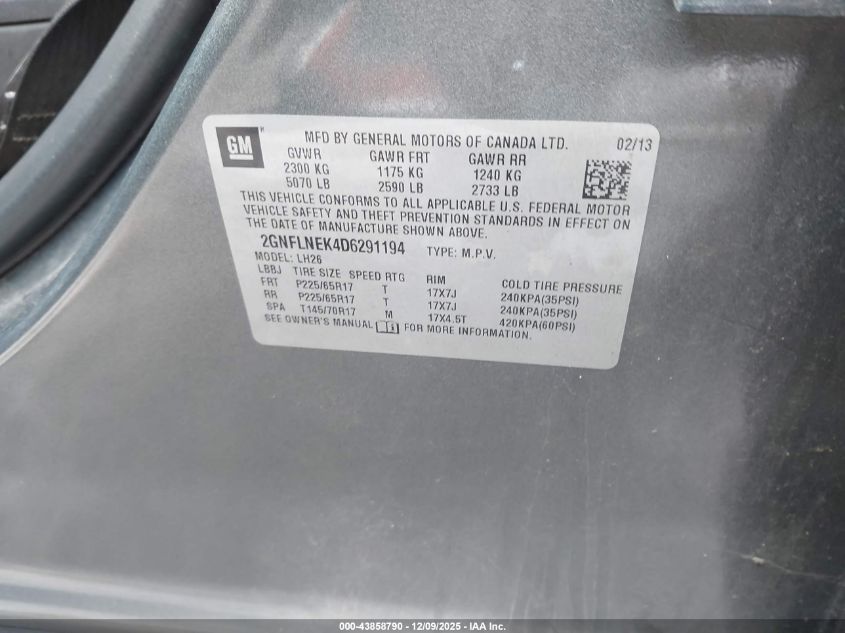 GM
MFD BY GENERAL MOTORS OF CANADA LTD. 02/13
GVWR GAWR FRT GAWR RR
2300 KG 1175 KG 1240 KG
5070 LB 2590 LB 2733 LB
THIS VEHICLE CONFORMS TO ALL APPLICABLE U.S. FEDERAL MOTOR
VEHICLE SAFETY AND THEFT PREVENTION STANDARDS IN EFFECT ON
THE DATE OF MANUFACTURE SHOWN ABOVE.
2GNFLNEK4D6291194 TYPE: M.P.V.
MODEL: LH26
LBBJ TIRE SIZE SPEED RTG RIM COLD TIRE PRESSURE
FRT P225/65R17 T 17X7J 240KPA(35PSI)
RR P225/65R17 T 17X7J 240KPA(35PSI)
SPA T145/70R17 M 17X4.5T 420KPA(60PSI)
SEE OWNER'S MANUAL FOR MORE INFORMATION.
000-43858790 - 12/09/2025 - IAA Inc.